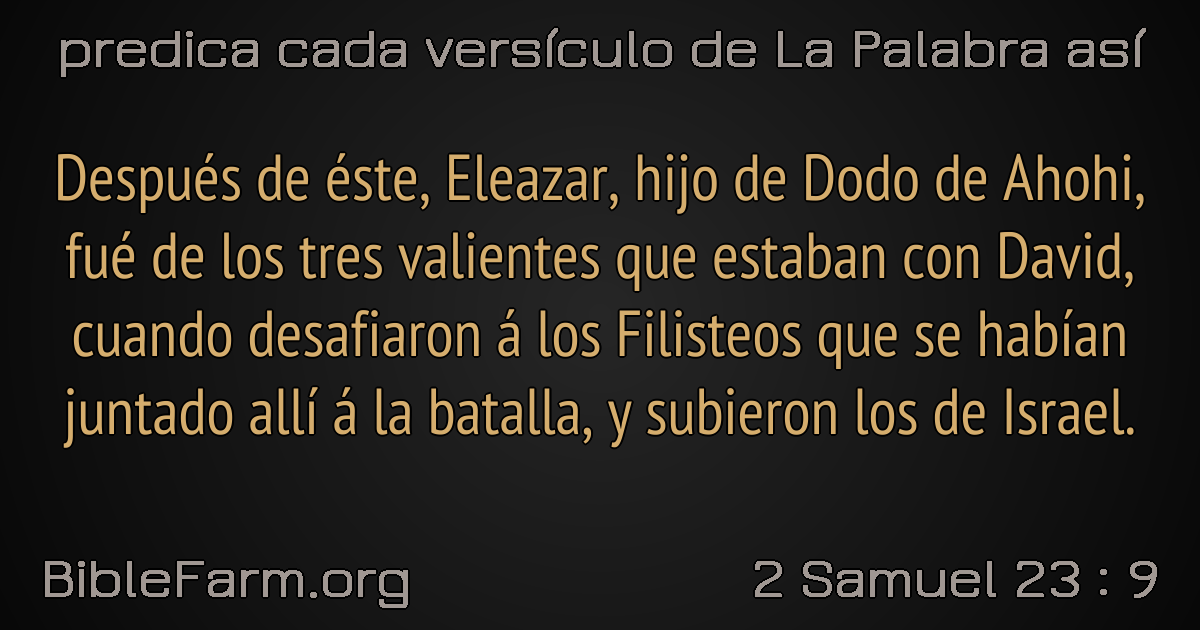 predica cada versículo de La Palabra así
Después de éste, Eleazar, hijo de Dodo de Ahohi,
fué de los tres valientes que estaban con David,
cuando desafiaron á los Filisteos que se habían
juntado allí á la batalla, y subieron los de Israel.
BibleFarm.org
2 Samuel 23 : 9